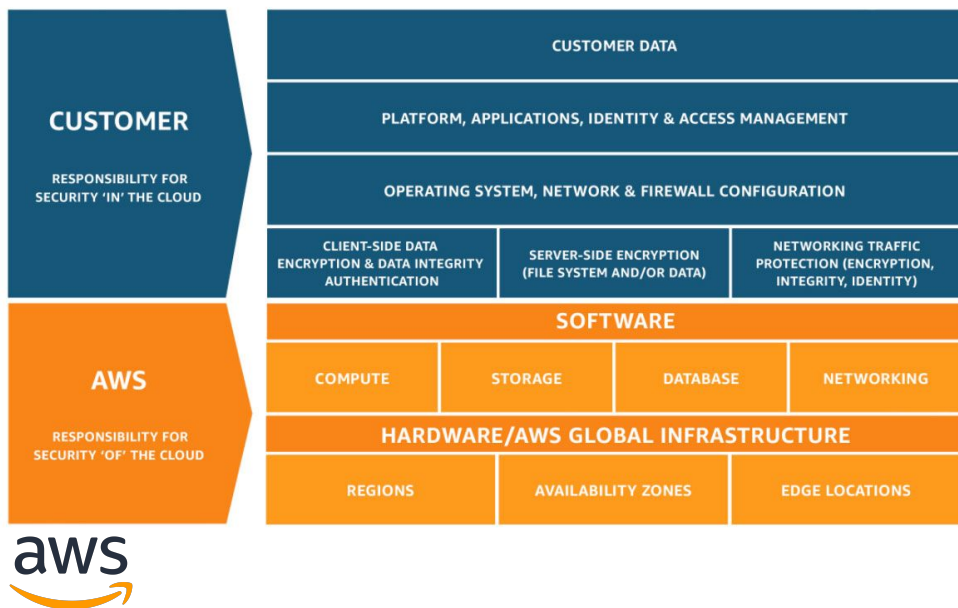 CUSTOMER
RESPONSIBILITY FOR
SECURITY ‘IN’ THE CLOUD
CUSTOMER DATA
PLATFORM, APPLICATIONS, IDENTITY & ACCESS MANAGEMENT
OPERATING SYSTEM, NETWORK & FIREWALL CONFIGURATION
CLIENT-SIDE DATA
ENCRYPTION & DATA INTEGRITY
AUTHENTICATION
SERVER-SIDE ENCRYPTION
(FILE SYSTEM AND/OR DATA)
NETWORKING TRAFFIC
PROTECTION (ENCRYPTION,
INTEGRITY, IDENTITY)
AWS
RESPONSIBILITY FOR
SECURITY ‘OF’ THE CLOUD
SOFTWARE
COMPUTE
STORAGE
DATABASE
NETWORKING
HARDWARE/AWS GLOBAL INFRASTRUCTURE
REGIONS
AVAILABILITY ZONES
EDGE LOCATIONS
aws